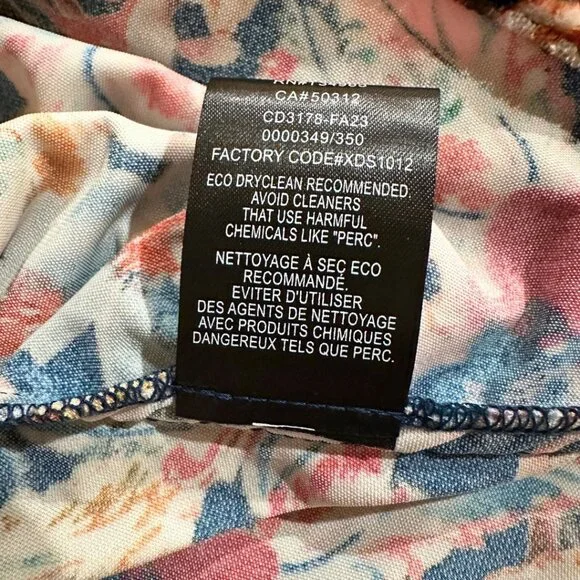 CA#50312
CD3178-FA23
0000349/350
FACTORY CODE#XDS1012
ECO DRYCLEAN RECOMMENDED.
AVOID CLEANERS
THAT USE HARMFUL
CHEMICALS LIKE "PERC".
NETTOYAGE À SEC ECO
RECOMMANDÉ.
EVITER D'UTILISER
DES AGENTS DE NETTOYAGE
AVEC PRODUITS CHIMIQUES
DANGEREUX TELS QUE PERC.